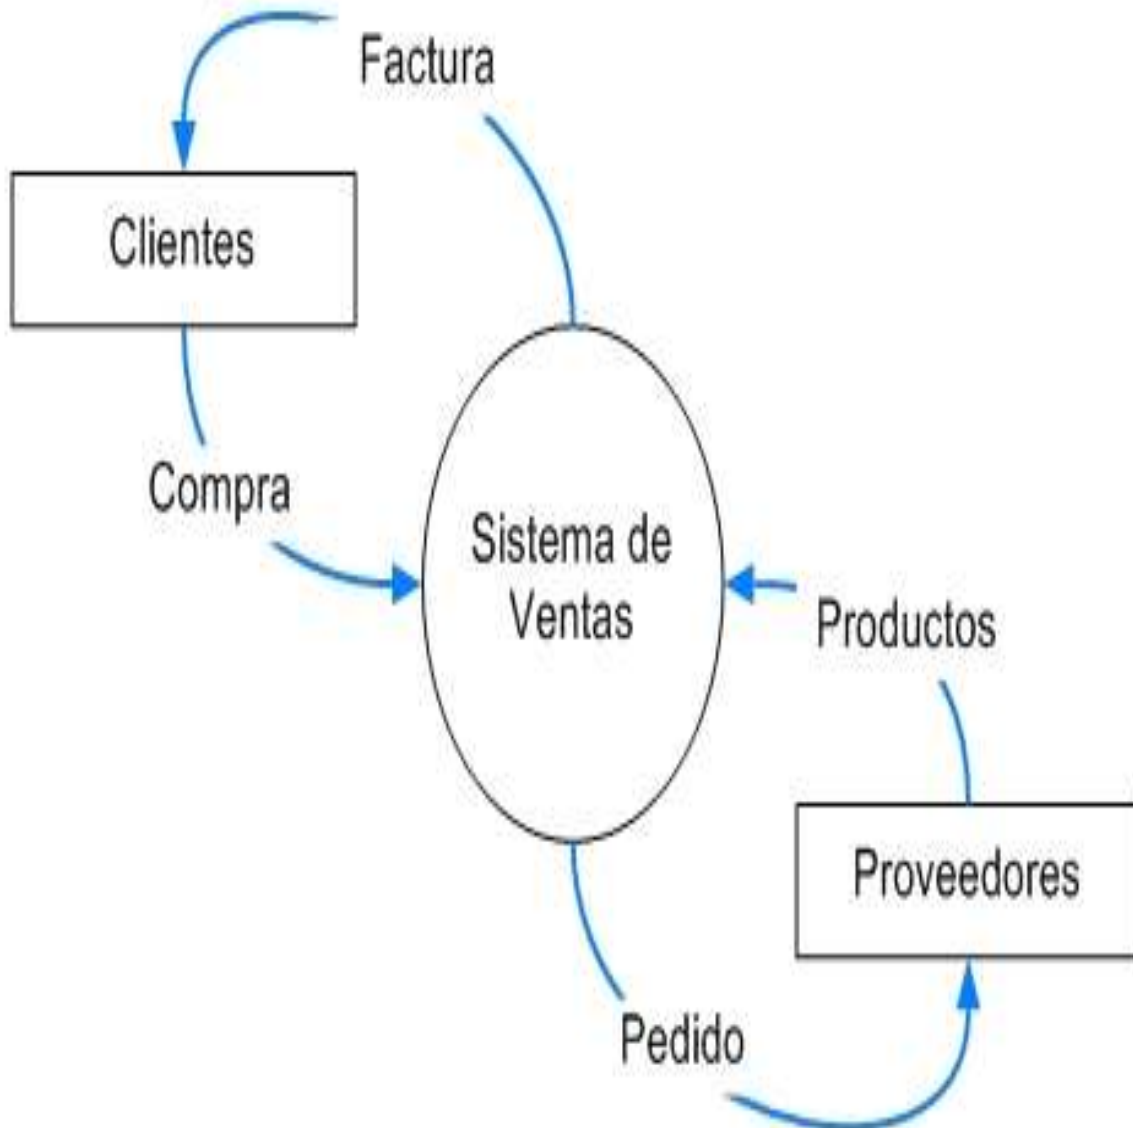 Factura
Clientes
Compra
Sistema de
Ventas
Productos
Proveedores
Pedido